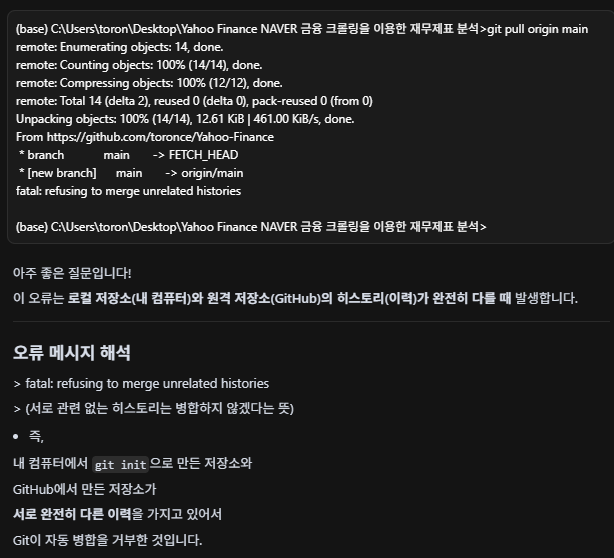 (base) C:\Users\toron\Desktop\Yahoo Finance NAVER 금융 크롤링을 이용한 재무제표 분석>git pull origin main
remote: Enumerating objects: 14, done.
remote: Counting objects: 100% (14/14), done.
remote: Compressing objects: 100% (12/12), done.
remote: Total 14 (delta 2), reused 0 (delta 0), pack-reused 0 (from 0)
Unpacking objects: 100% (14/14), 12.61 KiB | 461.00 KiB/s, done.
From https://github.com/toronce/Yahoo-Finance
* branch main -> FETCH_HEAD
* [new branch] main -> origin/main
fatal: refusing to merge unrelated histories
(base) C:\Users\toron\Desktop\Yahoo Finance NAVER 금융 크롤링을 이용한 재무제표 분석>
아주 좋은 질문입니다!
이 오류는 로컬 저장소(내 컴퓨터)와 원격 저장소(GitHub)의 히스토리(이력)가 완전히 다를 때 발생합니다.
오류 메시지 해석
> fatal: refusing to merge unrelated histories
> (서로 관련 없는 히스토리는 병합하지 않겠다는 뜻)
• 즉,
내 컴퓨터에서 git init으로 만든 저장소와
GitHub에서 만든 저장소가
서로 완전히 다른 이력을 가지고 있어서
Git이 자동 병합을 거부한 것입니다.